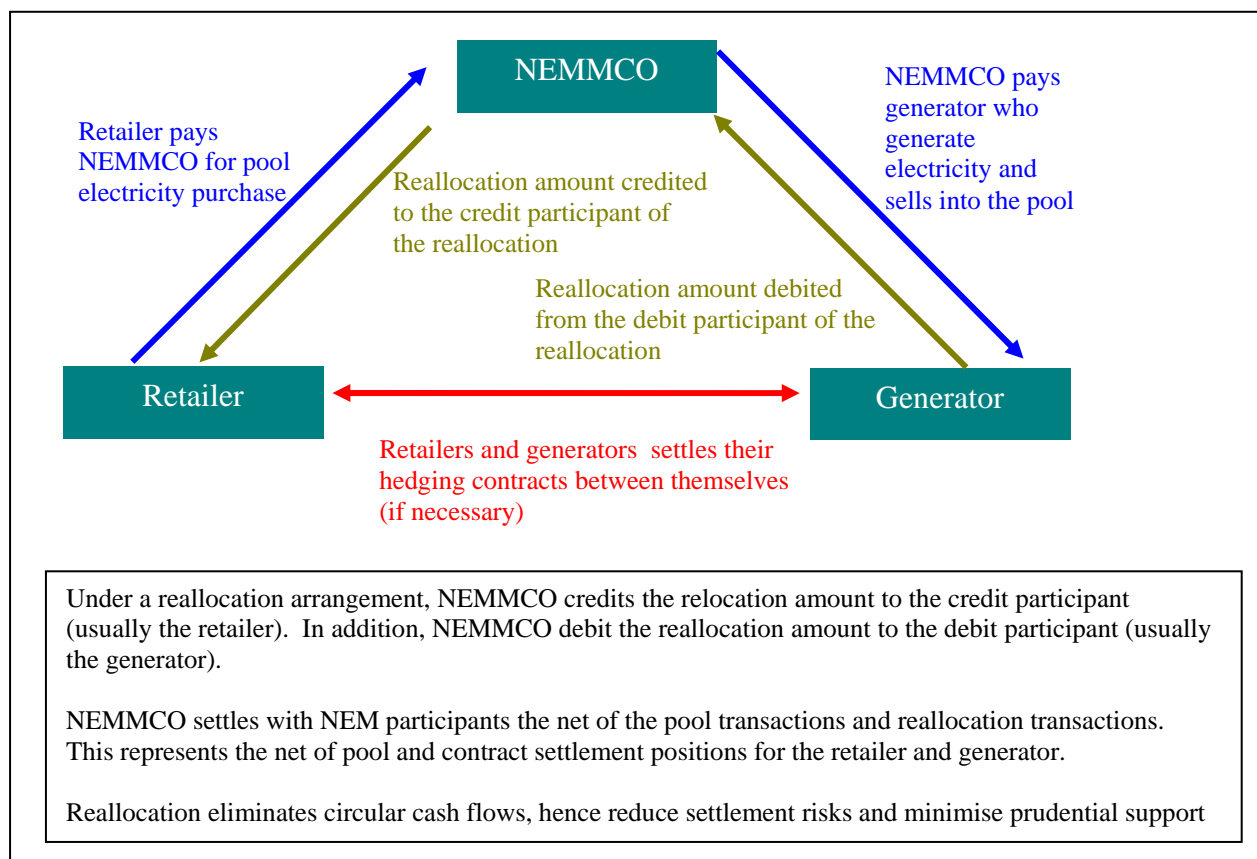 NEMMCO
NEMMCO pays
generator who
generate
electricity and
sells into the pool
Retailer pays
NEMMCO for pool
electricity purchase
Reallocation amount credited
to the credit participant of
the reallocation
Reallocation amount debited
from the debit participant of the
reallocation
Retailer
Generator
Retailers and generators settles their
hedging contracts between themselves
(if necessary)
Under a reallocation arrangement, NEMMCO credits the relocation amount to the credit participant
(usually the retailer). In addition, NEMMCO debit the reallocation amount to the debit participant (usually
the generator).
NEMMCO settles with NEM participants the net of the pool transactions and reallocation transactions.
This represents the net of pool and contract settlement positions for the retailer and generator.
Reallocation eliminates circular cash flows, hence reduce settlement risks and minimise prudential support